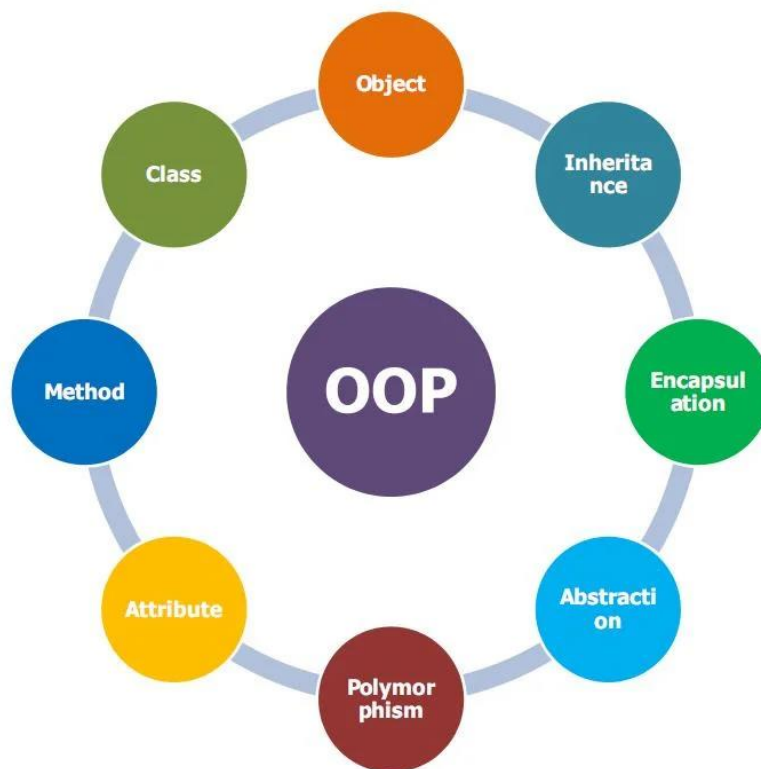 Object
Inherita
nce
Encapsul
ation
Abstracti
on
Polymor
phism
Attribute
Method
Class
OOP